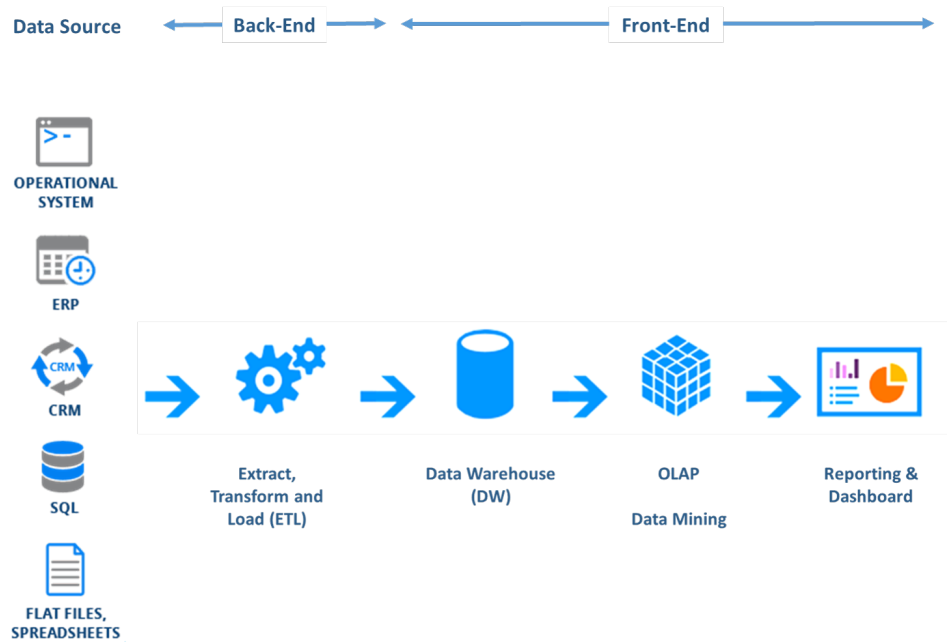 Data Source
Back-End
Front-End
>-
OPERATIONAL
SYSTEM
ERP
CRM
CRM
SQL
FLAT FILES,
SPREADSHEETS
Extract,
Transform and
Load (ETL)
Data Warehouse
(DW)
OLAP
Data Mining
Reporting &
Dashboard